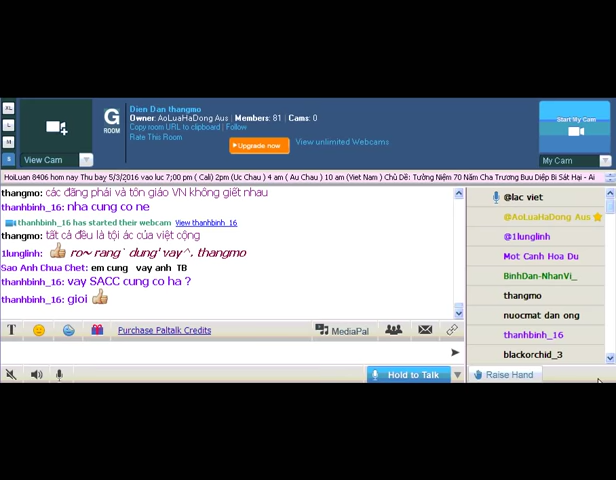 XL
L
M
S
View Cam
G
ROOM
Dien Dan thangmo
Owner: AoLuaHaDong Aus | Members: 81 | Cams: 0
Copy room URL to clipboard | Follow
Rate This Room
Upgrade now
View unlimited Webcams
Start My Cam
My Cam
HoiLuan 8406 hom nay Thu bay 5/3/2016 vao luc 7;00 pm ( Cali) 2pm (Uc Chau ) 4 am ( Au Chau ) 10 am (Viet Nam ) Chủ Đề: Tưởng Niệm 70 Năm Cha Trương Bưu Diệp Bi Sát Hại - Ai
thangmo: các đãng phái và tôn giáo VN không giết nhau
thanhbinh_16: nha cung co ne
thanhbinh_16 has started their webcam View thanhbinh_16
thangmo: tất cả đều là tội ác của việt cộng
1lunglinh: ro~ rang` dung' vay^, thangmo
Sao Anh Chua Chet: em cung vay anh TB
thanhbinh_16: vay SACC cung co ha ?
thanhbinh_16: gioi
T
Purchase Paltalk Credits
MediaPal
Hold to Talk
@lac viet
@AoLuaHaDong Aus
@1lunglinh
Mot Canh Hoa Du
BinhDan-NhanVi_
thangmo
nuocmat dan ong
thanhbinh_16
blackorchid_3
Raise Hand